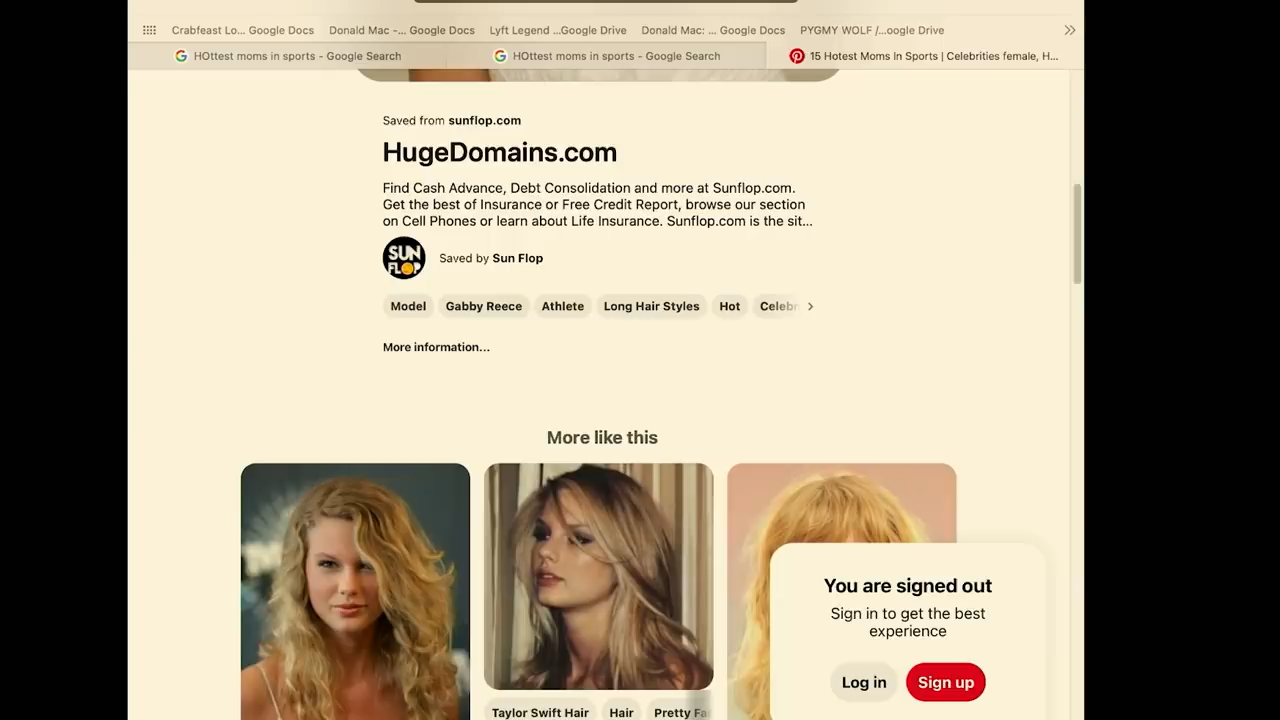 Crabfeast Lo... Google Docs
Donald Mac -... Google Docs
Lyft Legend ...Google Drive
Donald Mac: ... Google Docs
PYGMY WOLF /...oogle Drive
HOttest moms in sports - Google Search
HOttest moms in sports - Google Search
15 Hottest Moms In Sports | Celebrities female, H...
Saved from sunflop.com
HugeDomains.com
Find Cash Advance, Debt Consolidation and more at Sunflop.com.
Get the best of Insurance or Free Credit Report, browse our section
on Cell Phones or learn about Life Insurance. Sunflop.com is the sit...
SUN
FLOP
Saved by Sun Flop
Model
Gabby Reece
Athlete
Long Hair Styles
Hot
Celebr
More information...
More like this
You are signed out
Sign in to get the best
experience
Log in
Sign up
Taylor Swift Hair
Hair
Pretty Fa